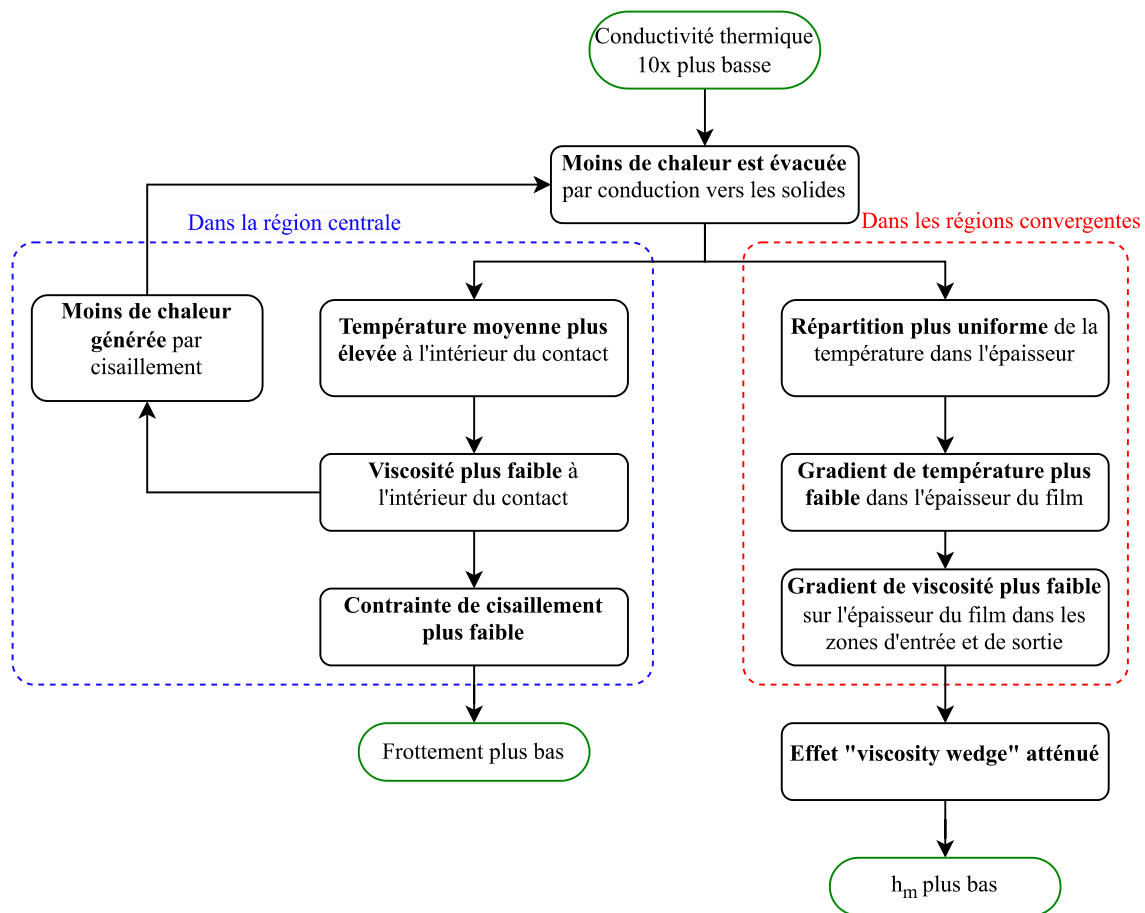 Conductivité thermique
10x plus basse
Moins de chaleur est évacuée
par conduction vers les solides
Dans la région centrale
Dans les régions convergentes
Moins de chaleur
générée par
cisaillement
Température moyenne plus
élevée à l'intérieur du contact
Répartition plus uniforme de la
température dans l'épaisseur
Viscosité plus faible à
l'intérieur du contact
Gradient de température plus
faible dans l'épaisseur du film
Contrainte de cisaillement
plus faible
Gradient de viscosité plus faible
sur l'épaisseur du film dans les
zones d'entrée et de sortie
Frottement plus bas
Effet "viscosity wedge" atténué
hm plus bas